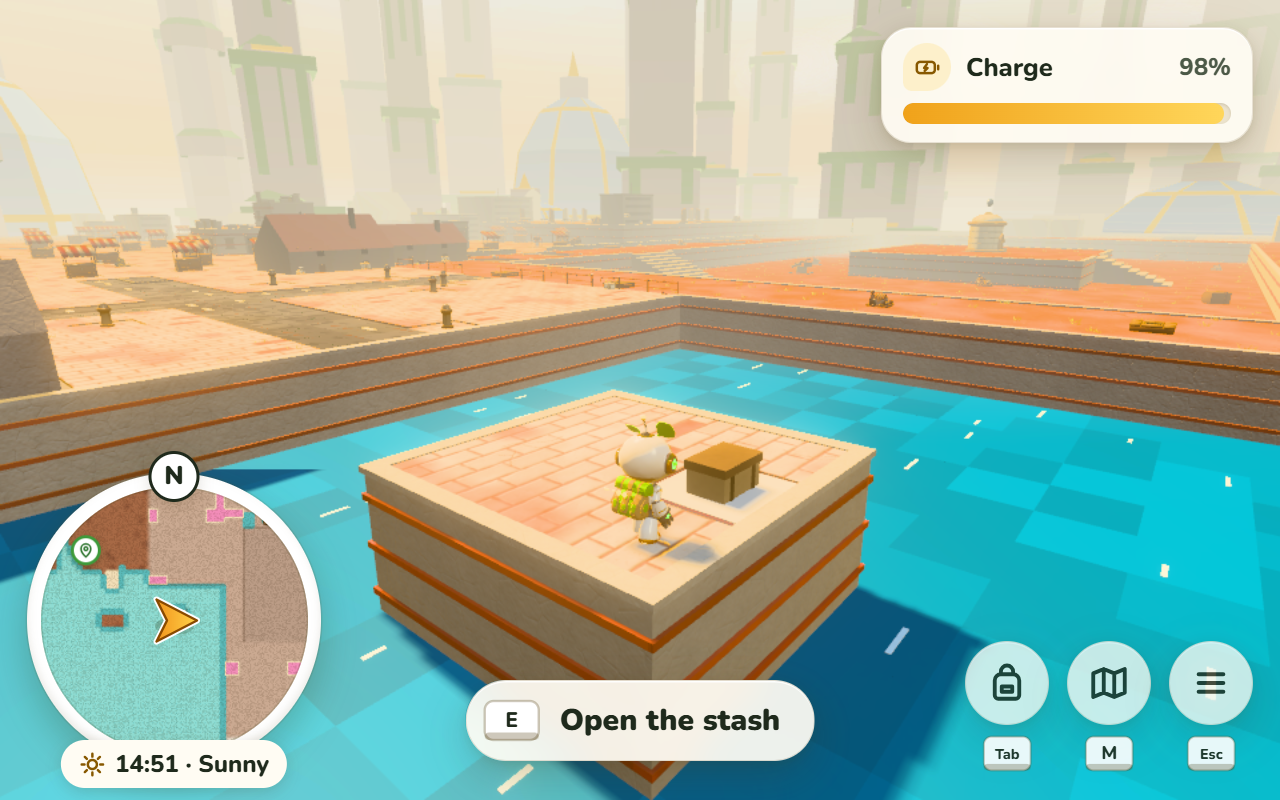 Charge 98%
N
E Open the stash
14:51 · Sunny
Tab M Esc